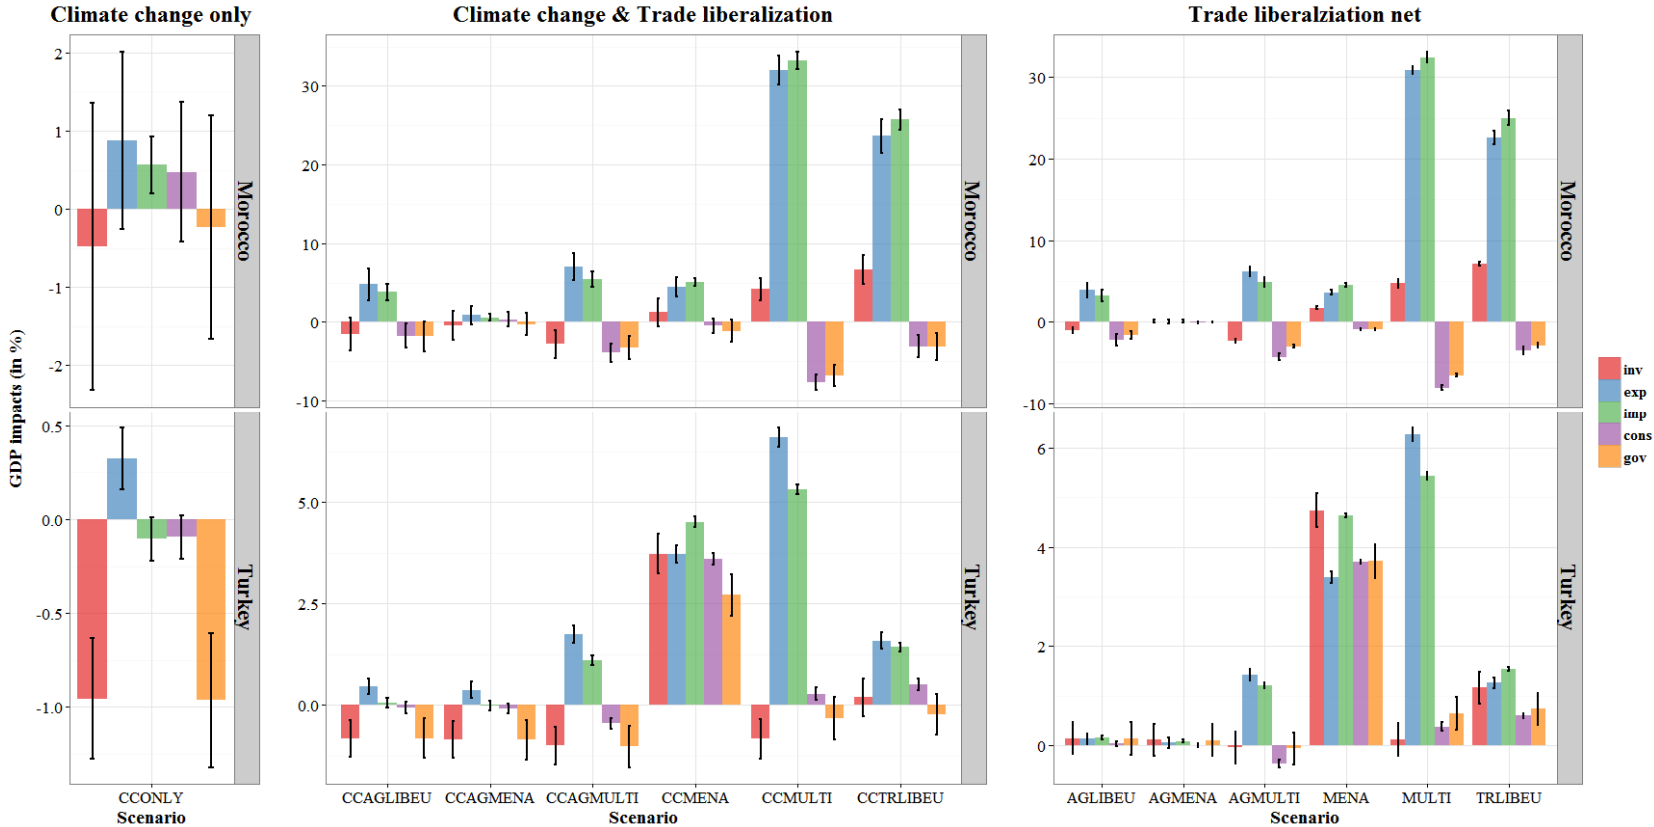 Climate change only
Climate change & Trade liberalization
Trade liberalziation net
GDP impacts (in %)
2
1
0
-1
-2
Morocco
0.5
0.0
-0.5
-1.0
Turkey
CCONLY
Scenario
30
20
10
0
-10
Morocco
5.0
2.5
0.0
Turkey
CCAGLIBEU CCAGMENA CCAGMULTI CCMENA CCMULTI CCTRLIBEU
Scenario
30
20
10
0
-10
Morocco
6
4
2
0
Turkey
AGLIBEU AGMENA AGMULTI MENA MULTI TRLIBEU
Scenario
inv
exp
imp
cons
gov